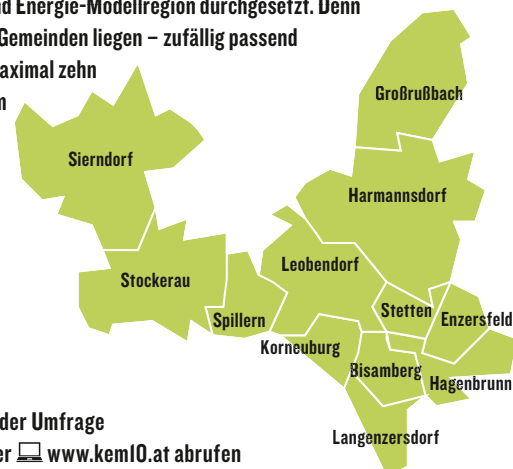 nd Energie-Modellregion durchgesetzt. Denn
Gemeinden liegen – zufällig passend
aximal zehn
Großrußbach
Sierndorf
Harmannsdorf
Leobendorf
Stockerau
Stetten
Spillern
Enzersfeld
Korneuburg
Bisamberg
Hagenbrunn
der Umfrage
Langenzersdorf
er 💻 www.kem10.at abrufen